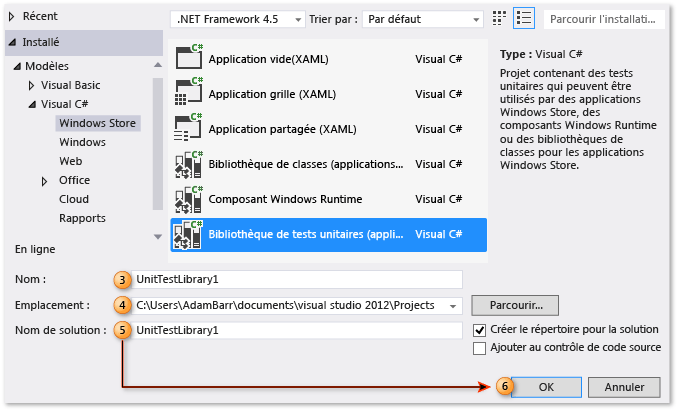 Récent
.NET Framework 4.5 Trier par : Par défaut Parcourir l'installati...
Installé
Modèles
Visual Basic
Visual C#
Windows Store
Windows
Web
Office
Cloud
Rapports
En ligne
C# Application vide(XAML) Visual C#
C# Application grille (XAML) Visual C#
C# Application partagée (XAML) Visual C#
C# Bibliothèque de classes (applications... Visual C#
C# Composant Windows Runtime Visual C#
C# Bibliothèque de tests unitaires (appli... Visual C#
Type : Visual C#
Projet contenant des tests
unitaires qui peuvent être
utilisés par des applications
Windows Store, des
composants Windows Runtime
ou des bibliothèques de
classes pour les applications
Windows Store.
Nom : 3 UnitTestLibrary1
Emplacement : 4 C:\Users\AdamBarr\documents\visual studio 2012\Projects Parcourir...
Nom de solution : 5 UnitTestLibrary1
Créer le répertoire pour la solution
Ajouter au contrôle de code source
6 OK Annuler